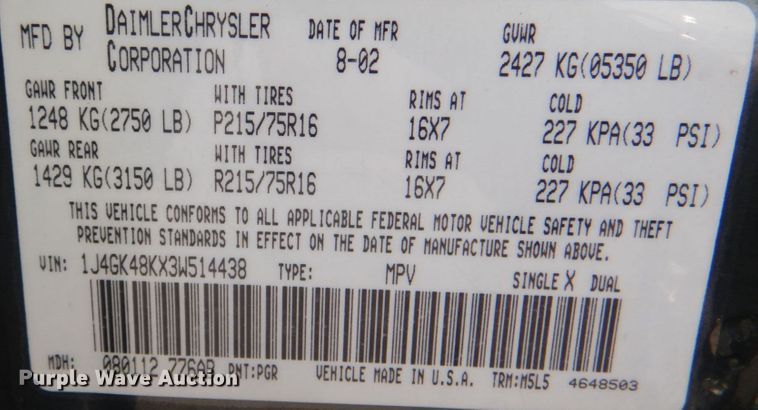 MFD BY DAIMLERCHRYSLER CORPORATION DATE OF MFR 8-02 GVWR 2427 KG(05350 LB)
GAWR FRONT WITH TIRES RIMS AT COLD
1248 KG(2750 LB) P215/75R16 16X7 227 KPA(33 PSI)
GAWR REAR WITH TIRES RIMS AT COLD
1429 KG(3150 LB) R215/75R16 16X7 227 KPA(33 PSI)
THIS VEHICLE CONFORMS TO ALL APPLICABLE FEDERAL MOTOR VEHICLE SAFETY AND THEFT
PREVENTION STANDARDS IN EFFECT ON THE DATE OF MANUFACTURE SHOWN ABOVE.
VIN: 1J4GK48KX3W514438 TYPE: MPV SINGLE X DUAL
MDH: 080112 776AB PNT:PGR VEHICLE MADE IN U.S.A. TRM:M5L5 4648503
Purple Wave Auction